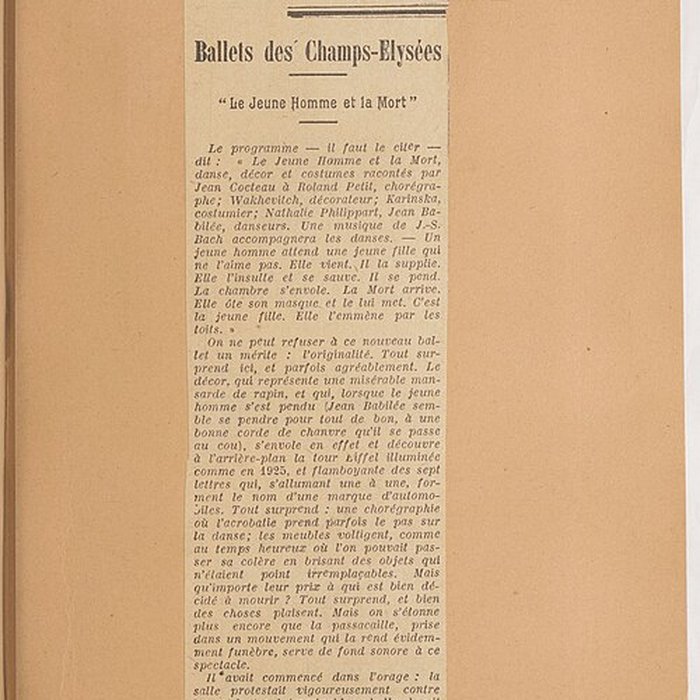 Ballets des Champs-Elysées
“Le Jeune Homme et la Mort”
Le programme — il faut le citer —
dit : « Le Jeune Homme et la Mort,
danse, décor et costumes racontés par
Jean Cocteau à Roland Petit, chorégra-
phe; Wakhevitch, décorateur; Karinska,
costumier; Nathalie Philippart, Jean Ba-
bilée, danseurs. Une musique de J.-S.
Bach accompagnera les danses. — Un
jeune homme attend une jeune fille qui
ne l'aime pas. Elle vient. Il la supplie.
Elle l'insulte et se sauve. Il se pend.
La chambre s'envole. La Mort arrive.
Elle ôte son masque et le lui met. C'est
la jeune fille. Elle l'emmène par les
toits. »
On ne peut refuser à ce nouveau bal-
let un mérite : l'originalité. Tout sur-
prend ici, et parfois agréablement. Le
décor, qui représente une misérable man-
sarde de rapin, et qui, lorsque le jeune
homme s'est pendu (Jean Babilée sem-
ble se pendre pour tout de bon, à une
bonne corde de chanvre qu'il se passe
au cou), s'envole en effet et découvre
à l'arrière-plan la tour Eiffel illuminée
comme en 1925, et flamboyante des sept
lettres qui, s'allumant une à une, for-
ment le nom d'une marque d'automo-
biles. Tout surprend : une chorégraphie
où l'acrobatie prend parfois le pas sur
la danse; les meubles voltigent, comme
au temps heureux où l'on pouvait pas-
ser sa colère en brisant des objets qui
n'étaient point irremplaçables. Mais
qu'importe leur prix à qui est bien dé-
cidé à mourir ? Tout surprend, et bien
des choses plaisent. Mais on s'étonne
plus encore que la passacaille, prise
dans un mouvement qui la rend évidem-
ment funèbre, serve de fond sonore à ce
spectacle.
Il avait commencé dans l'orage : la
salle protestait vigoureusement contre